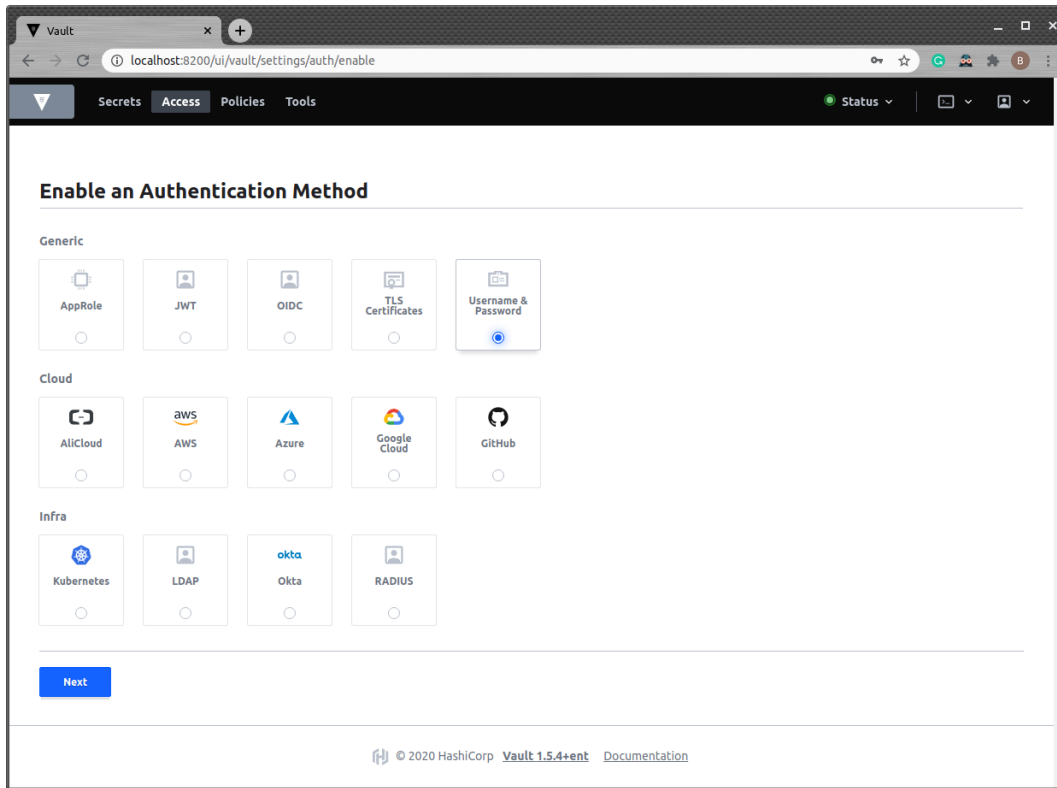 Vault
localhost:8200/ui/vault/settings/auth/enable
B
Secrets Access Policies Tools Status
Enable an Authentication Method
Generic
AppRole JWT OIDC TLS Certificates Username & Password
Cloud
aws
AliCloud AWS Azure Google Cloud GitHub
Infra
okta
Kubernetes LDAP Okta RADIUS
Next
© 2020 HashiCorp Vault 1.5.4+ent Documentation